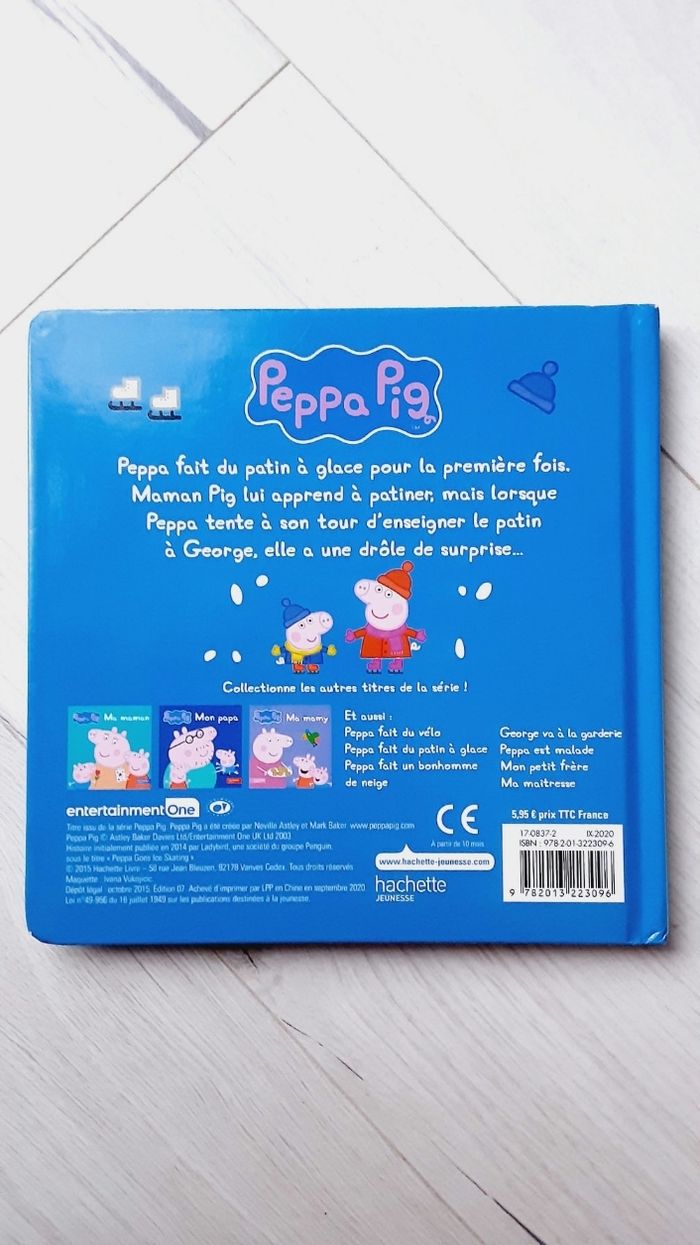 Peppa Pig
Peppa fait du patin à glace pour la première fois.
Maman Pig lui apprend à patiner, mais lorsque
Peppa tente à son tour d'enseigner le patin
à George, elle a une drôle de surprise...
Collectionne les autres titres de la série !
Ma maman
Mon papa
Ma mamy
Et aussi :
Peppa fait du vélo
Peppa fait du patin à glace
Peppa fait un bonhomme
de neige
George va à la garderie
Peppa est malade
Mon petit frère
Ma maitresse
entertainmentOne
Titre issu de la série Peppa Pig. Peppa Pig a été créée par Neville Astley et Mark Baker. www.peppapig.com
Peppa Pig © Astley Baker Davies Ltd/Entertainment One UK Ltd 2003.
Histoire initialement publiée en 2014 par Ladybird, une société du groupe Penguin,
sous le titre « Peppa Goes Ice Skating ».
© 2015 Hachette Livre - 58 rue Jean Bleuzen, 92178 Vanves Cedex. Tous droits réservés.
Maquette : Ivana Vukojicic.
Dépôt légal : octobre 2015. Édition 07. Achevé d'imprimer par LPP en Chine en septembre 2020
Loi n°49-956 du 16 juillet 1949 sur les publications destinées à la jeunesse.
CE
À partir de 10 mois
www.hachette-jeunesse.com
hachette
JEUNESSE
5,95 € prix TTC France
17-0837-2 IX-2020
ISBN : 978-2-01-322309-6
9 782013 223096